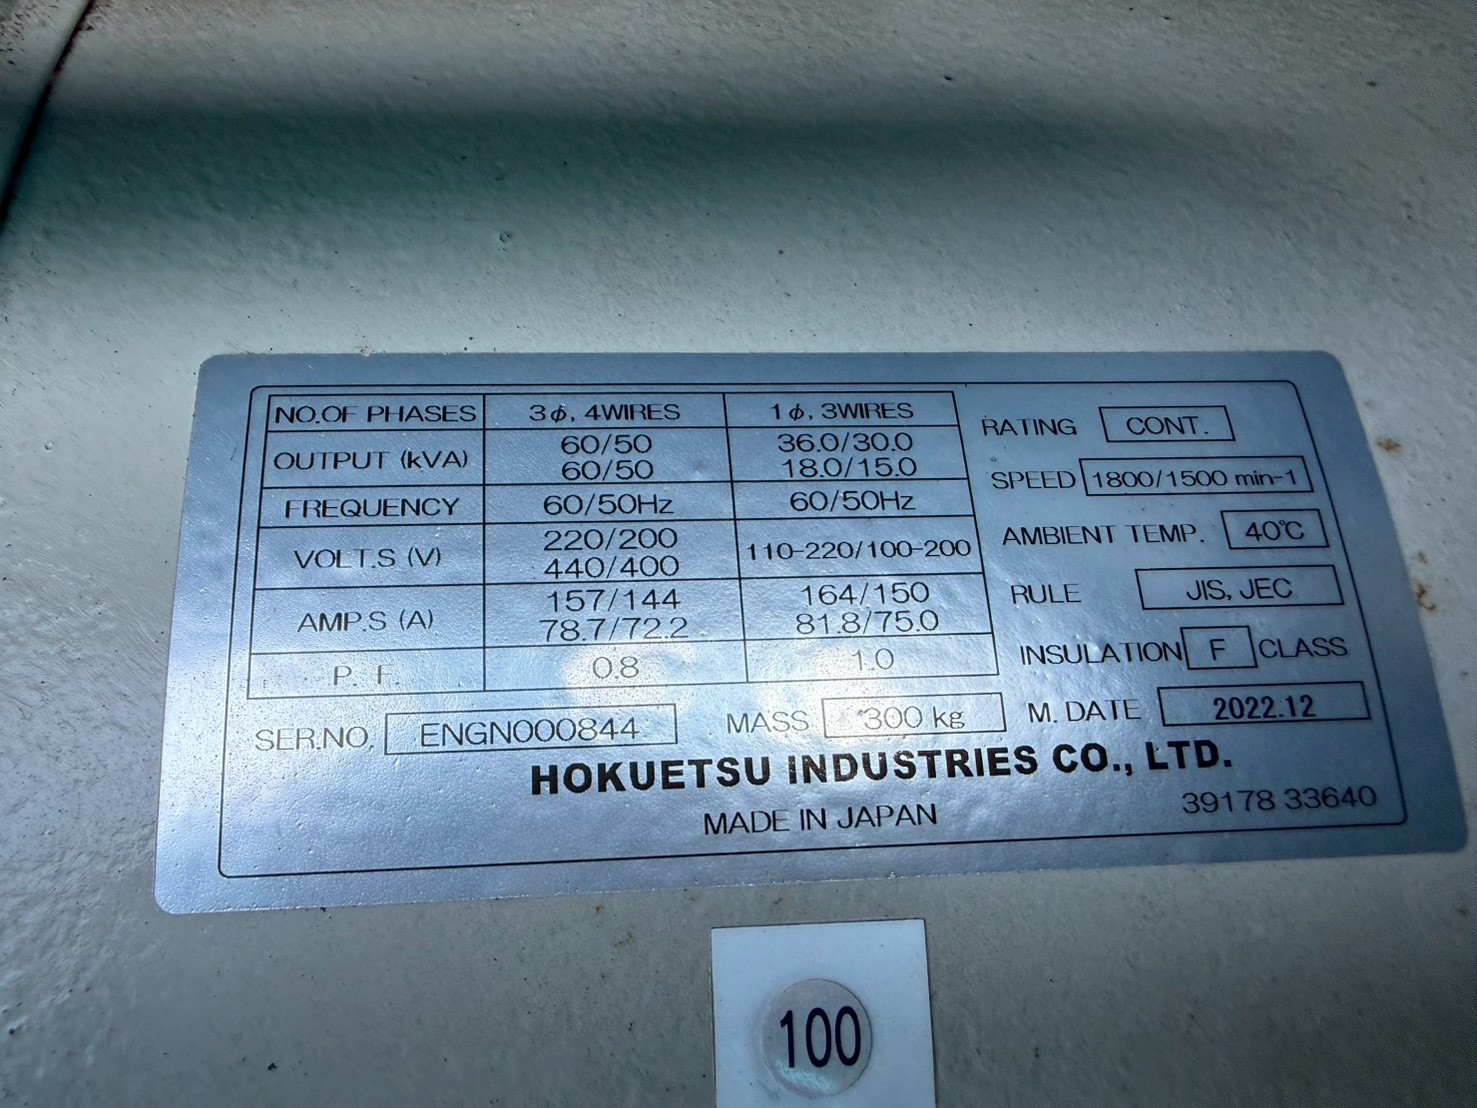 NO.OF PHASES 3φ, 4WIRES 1φ, 3WIRES
OUTPUT (kVA) 60/50 36.0/30.0
60/50 18.0/15.0
FREQUENCY 60/50Hz 60/50Hz
VOLT.S (V) 220/200 110-220/100-200
440/400
AMP.S (A) 157/144 164/150
78.7/72.2 81.8/75.0
P. F. 0.8 1.0
RATING CONT.
SPEED 1800/1500 min-1
AMBIENT TEMP. 40℃
RULE JIS, JEC
INSULATION F CLASS
SER.NO. ENGN000844 MASS 300 kg M. DATE 2022.12
HOKUETSU INDUSTRIES CO., LTD.
MADE IN JAPAN
39178 33640
100